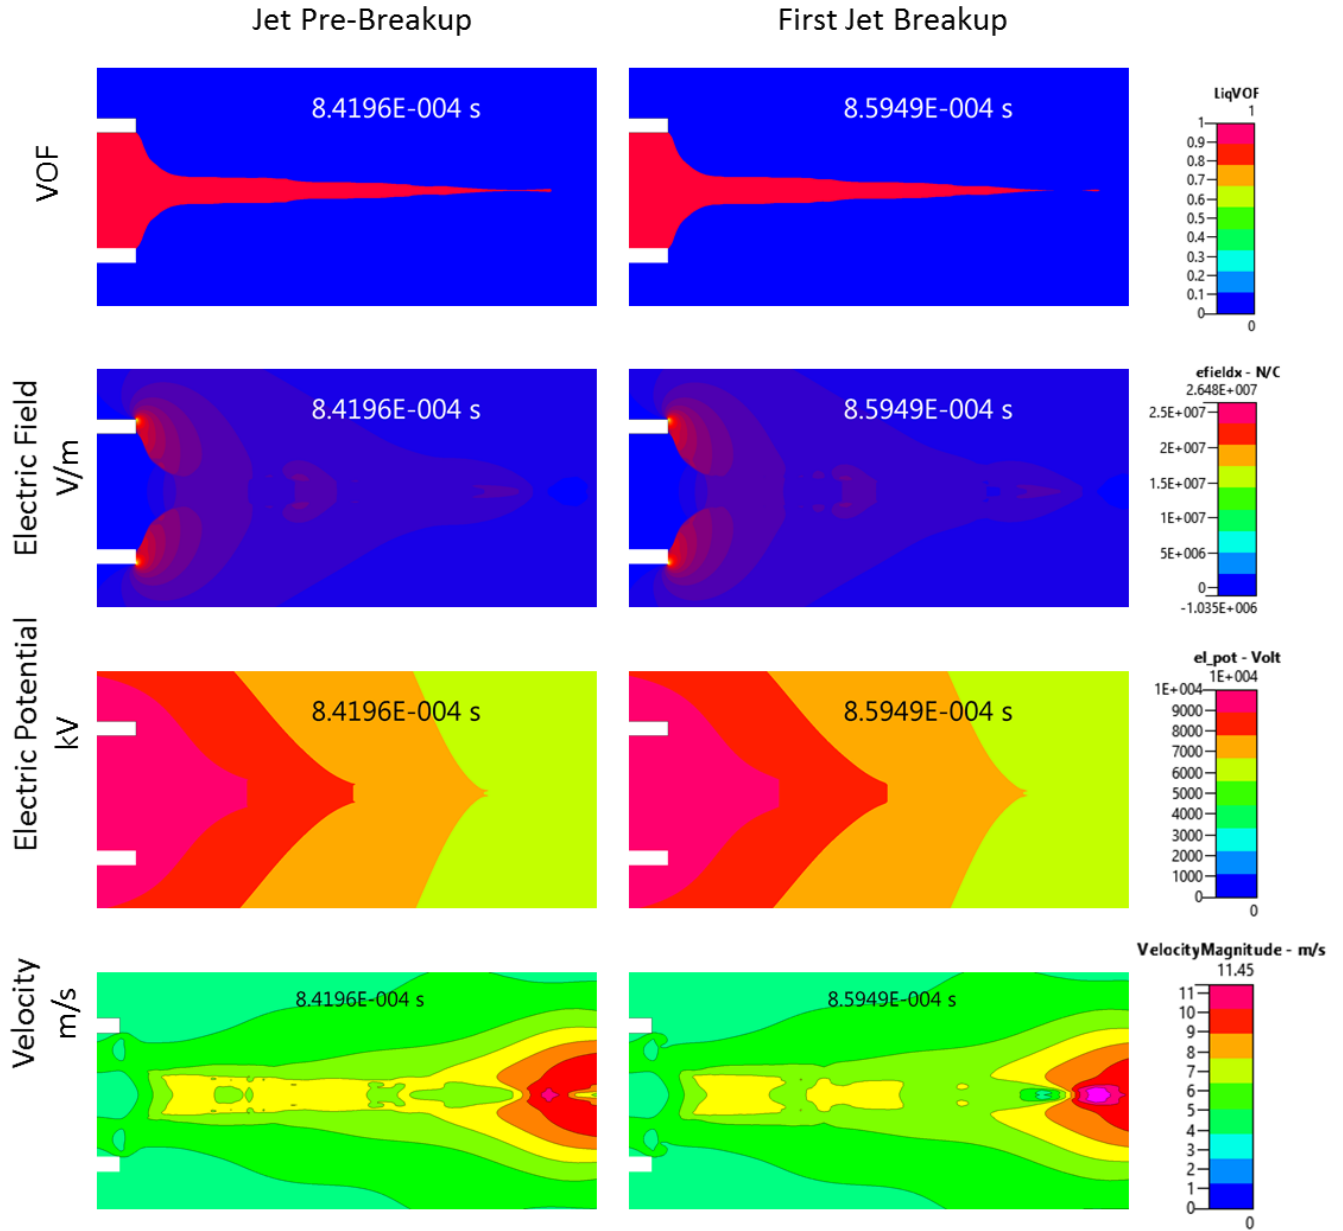 Jet Pre-Breakup
First Jet Breakup
VOF
8.4196E-004 s
8.5949E-004 s
LiqVOF
1
1
0.9
0.8
0.7
0.6
0.5
0.4
0.3
0.2
0.1
0
0
Electric Field
V/m
8.4196E-004 s
8.5949E-004 s
efieldx - N/C
2.648E+007
2.5E+007
2E+007
1.5E+007
1E+007
5E+006
0
-1.035E+006
Electric Potential
kV
8.4196E-004 s
8.5949E-004 s
el_pot - Volt
1E+004
1E+004
9000
8000
7000
6000
5000
4000
3000
2000
1000
0
0
Velocity
m/s
8.4196E-004 s
8.5949E-004 s
VelocityMagnitude - m/s
11.45
11
10
9
8
7
6
5
4
3
2
1
0
0